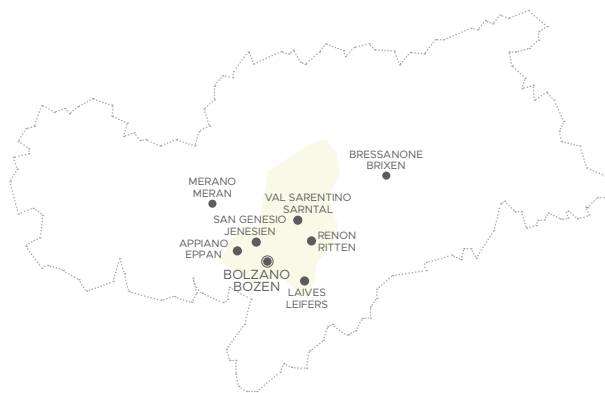 BRESSANONE
BRIXEN
MERANO
MERAN
VAL SARENTINO
SARNTAL
SAN GENESIO
JENESIEN
RENON
RITTEN
APPIANO
EPPAN
BOLZANO
BOZEN
LAIVES
LEIFERS